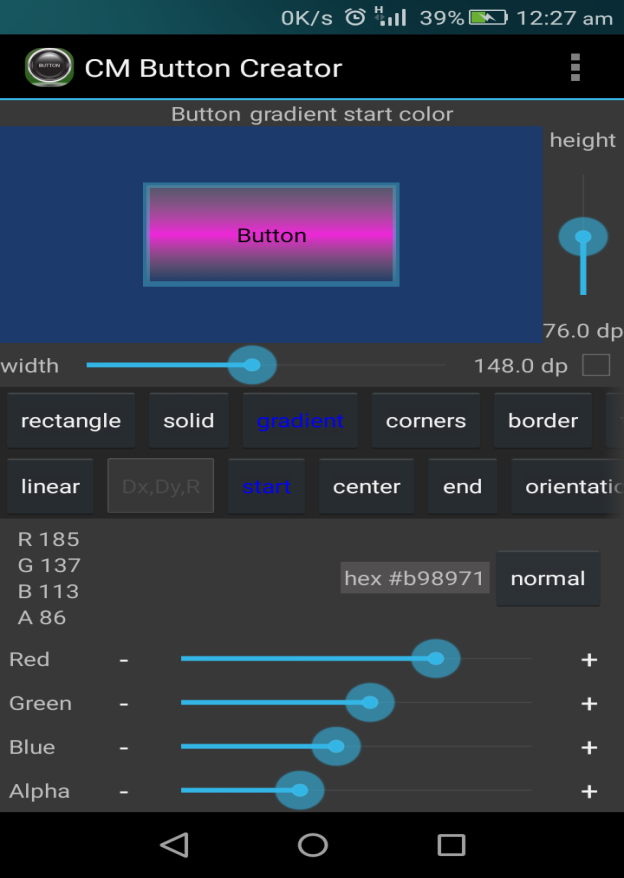 0K/s H 39% 12:27 am
BUTTON CM Button Creator
Button gradient start color
height
Button
76.0 dp
width 148.0 dp
rectangle solid gradient corners border
linear Dx,Dy,R start center end orientatio
R 185
G 137
B 113
A 86
hex #b98971 normal
Red - +
Green - +
Blue - +
Alpha - +